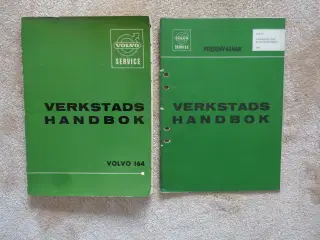 VOLVO
SERVICE
VERKSTADS
HANDBOK
VOLVO 164
VOLVO
SERVICE
VERKSTADS
HANDBOK